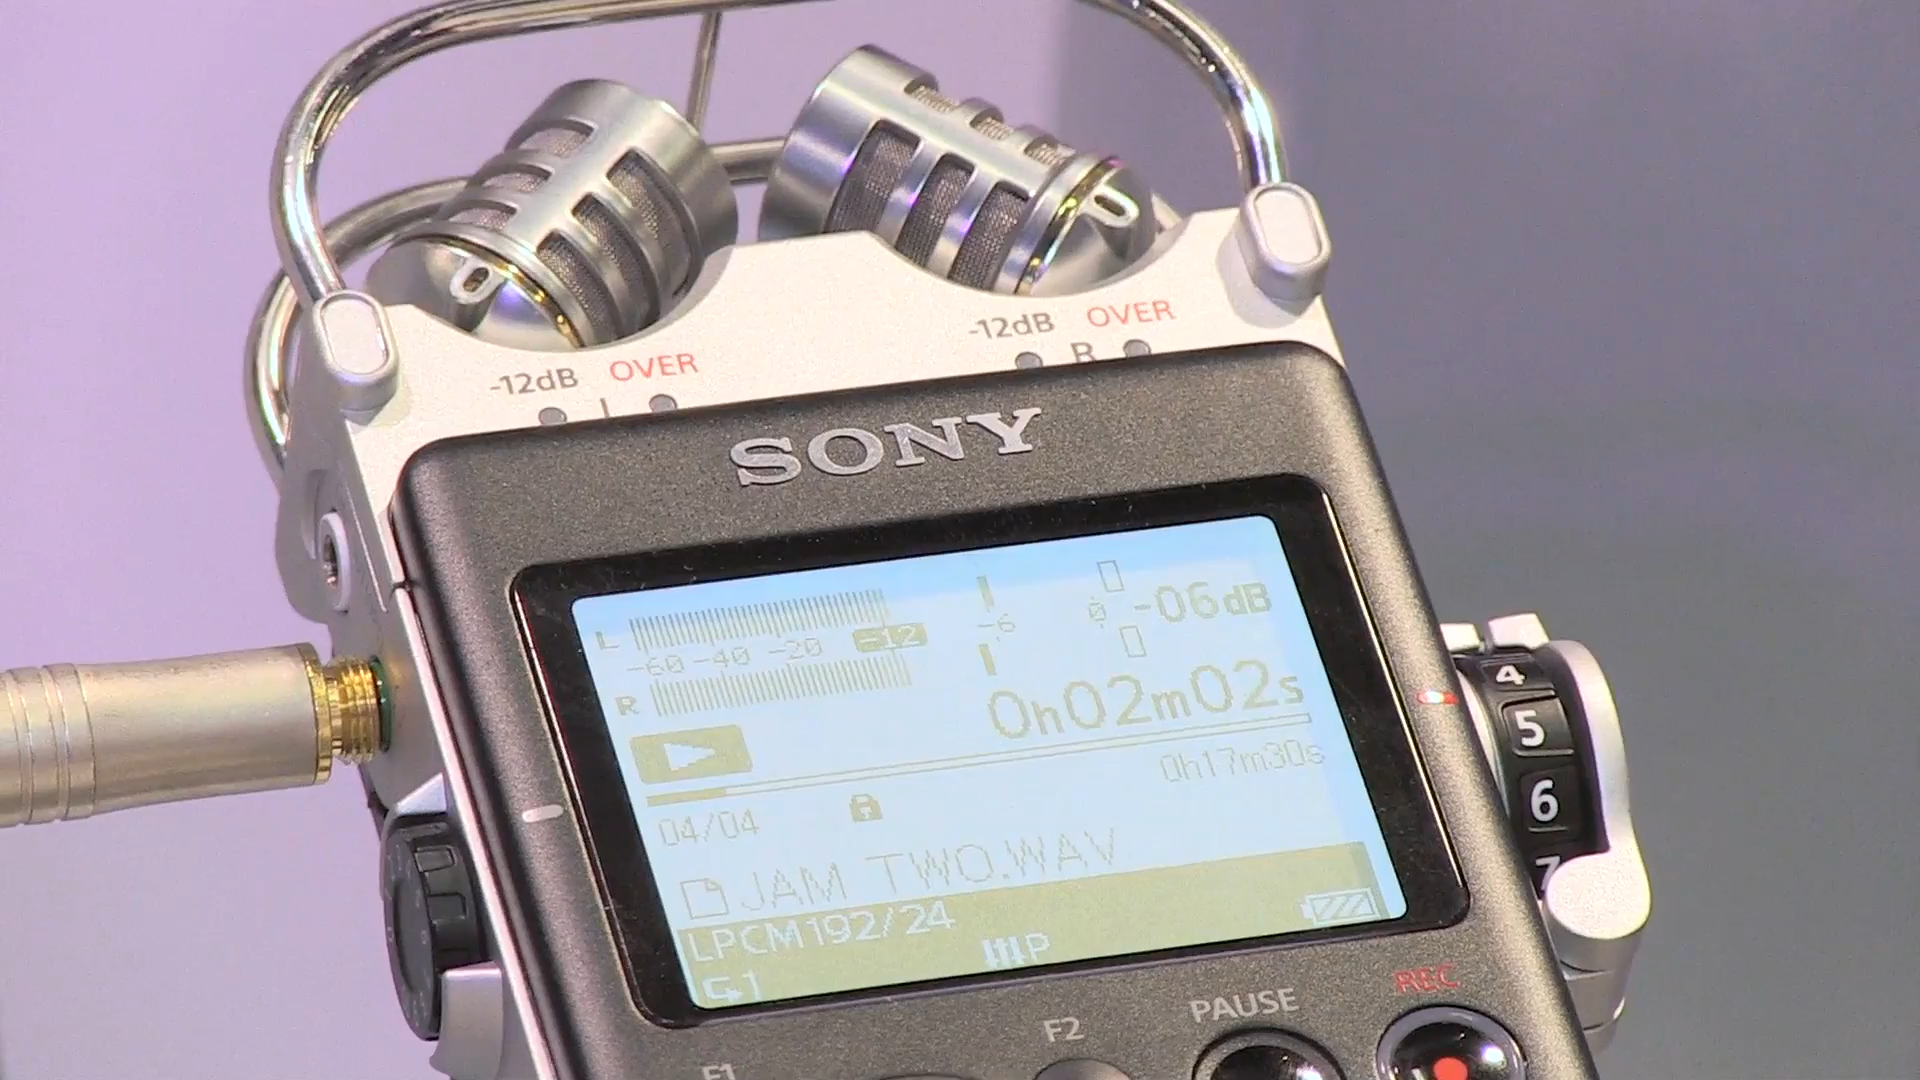 -12dB OVER
R
-12dB OVER
L
SONY
L
-60 -40 -20 -12 -6 0 -06dB
R
0h02m02s
0h17m30s
04/04
JAM TWO.WAV
LPCM192/24
1
P
PAUSE
REC
F1
F2
4
5
6
7